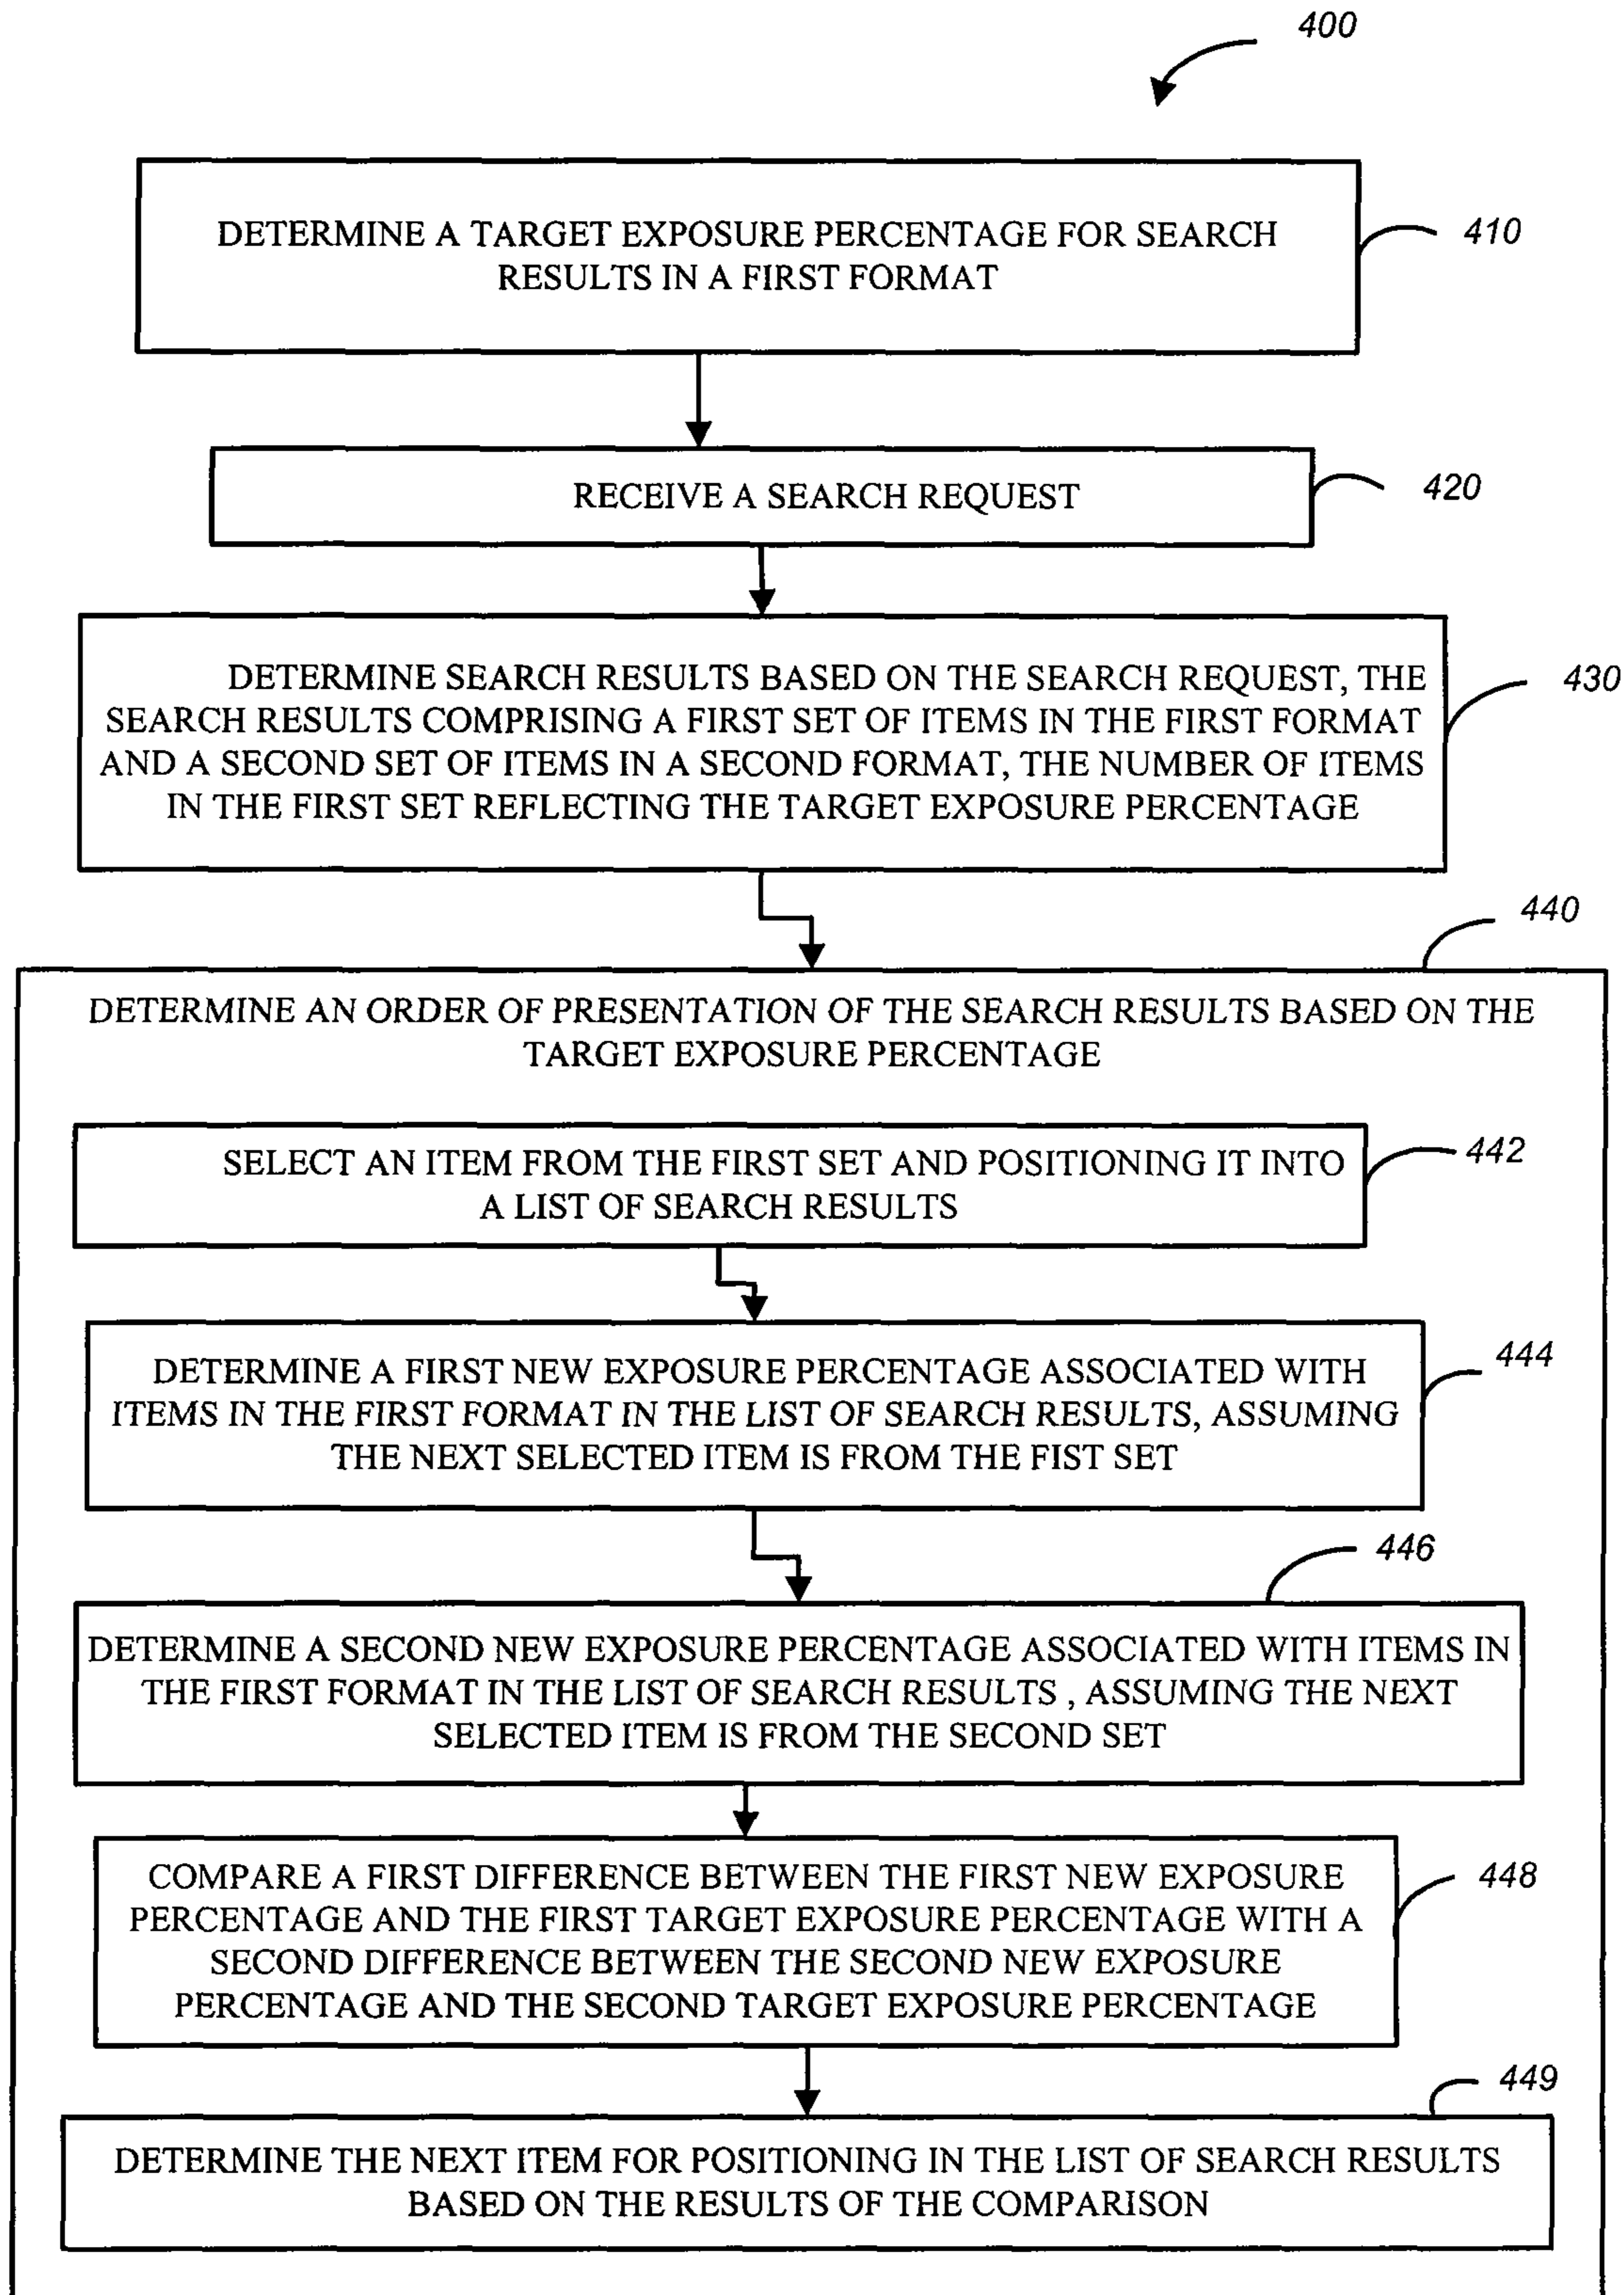 400
DETERMINE A TARGET EXPOSURE PERCENTAGE FOR SEARCH
RESULTS IN A FIRST FORMAT
410
RECEIVE A SEARCH REQUEST
420
DETERMINE SEARCH RESULTS BASED ON THE SEARCH REQUEST, THE
SEARCH RESULTS COMPRISING A FIRST SET OF ITEMS IN THE FIRST FORMAT
AND A SECOND SET OF ITEMS IN A SECOND FORMAT, THE NUMBER OF ITEMS
IN THE FIRST SET REFLECTING THE TARGET EXPOSURE PERCENTAGE
430
440
DETERMINE AN ORDER OF PRESENTATION OF THE SEARCH RESULTS BASED ON THE
TARGET EXPOSURE PERCENTAGE
SELECT AN ITEM FROM THE FIRST SET AND POSITIONING IT INTO
A LIST OF SEARCH RESULTS
442
DETERMINE A FIRST NEW EXPOSURE PERCENTAGE ASSOCIATED WITH
ITEMS IN THE FIRST FORMAT IN THE LIST OF SEARCH RESULTS, ASSUMING
THE NEXT SELECTED ITEM IS FROM THE FIST SET
444
446
DETERMINE A SECOND NEW EXPOSURE PERCENTAGE ASSOCIATED WITH ITEMS IN
THE FIRST FORMAT IN THE LIST OF SEARCH RESULTS , ASSUMING THE NEXT
SELECTED ITEM IS FROM THE SECOND SET
COMPARE A FIRST DIFFERENCE BETWEEN THE FIRST NEW EXPOSURE
PERCENTAGE AND THE FIRST TARGET EXPOSURE PERCENTAGE WITH A
SECOND DIFFERENCE BETWEEN THE SECOND NEW EXPOSURE
PERCENTAGE AND THE SECOND TARGET EXPOSURE PERCENTAGE
448
449
DETERMINE THE NEXT ITEM FOR POSITIONING IN THE LIST OF SEARCH RESULTS
BASED ON THE RESULTS OF THE COMPARISON